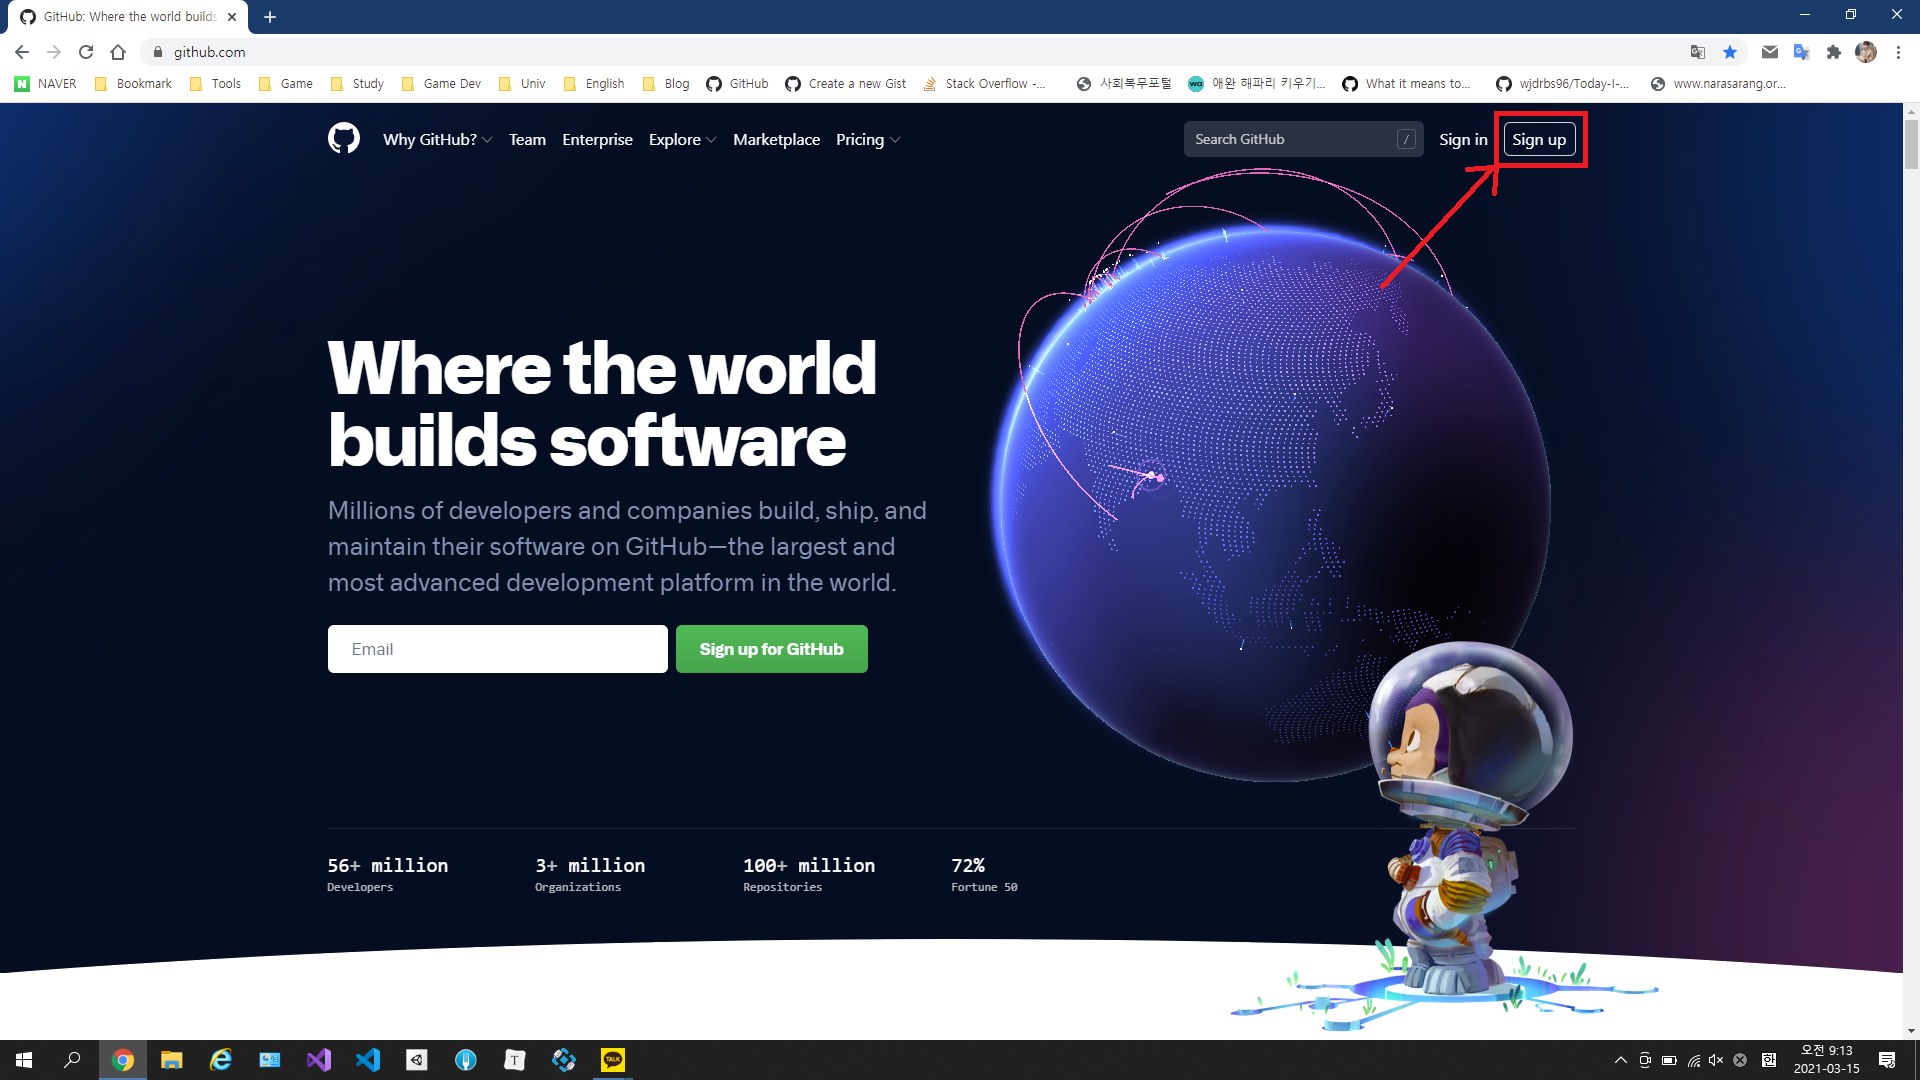 GitHub: Where the world builds
github.com
NAVER
Bookmark
Tools
Game
Study
Game Dev
Univ
English
Blog
GitHub
Create a new Gist
Stack Overflow -...
사회복무포털
애완 해파리 키우기...
What it means to...
wjdrbs96/Today-I-...
www.narasarang.or...
Why GitHub?
Team
Enterprise
Explore
Marketplace
Pricing
Search GitHub
/
Sign in
Sign up
Where the world
builds software
Millions of developers and companies build, ship, and
maintain their software on GitHub—the largest and
most advanced development platform in the world.
Email
Sign up for GitHub
56+ million
Developers
3+ million
Organizations
100+ million
Repositories
72%
Fortune 50
T
TALK
한
오전 9:13
2021-03-15